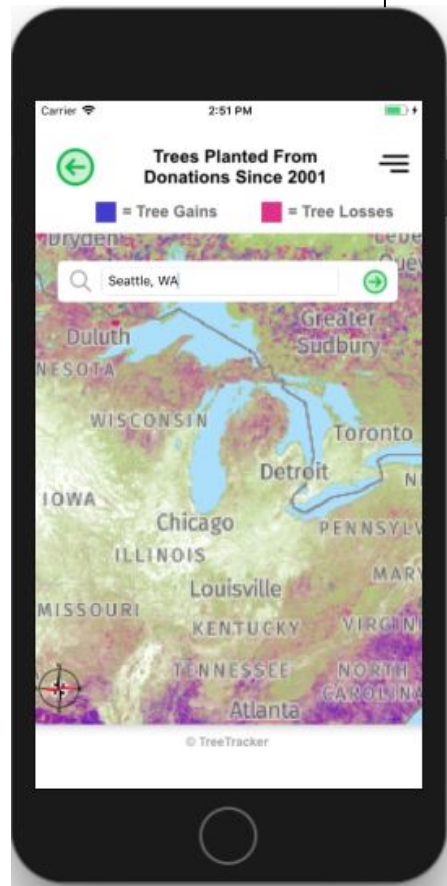 Carrier
2:51 PM
Trees Planted From
Donations Since 2001
= Tree Gains
= Tree Losses
Dryden
Seattle, WA
Greater
Sudbury
Duluth
NESOTA
WISCONSIN
Toronto
Detroit
IOWA
Chicago
PENNSYLV
ILLINOIS
MARY
Louisville
MISSOURI
KENTUCKY
VIRGIN
TENNESSEE
NORTH
CAROLINA
Atlanta
© TreeTracker